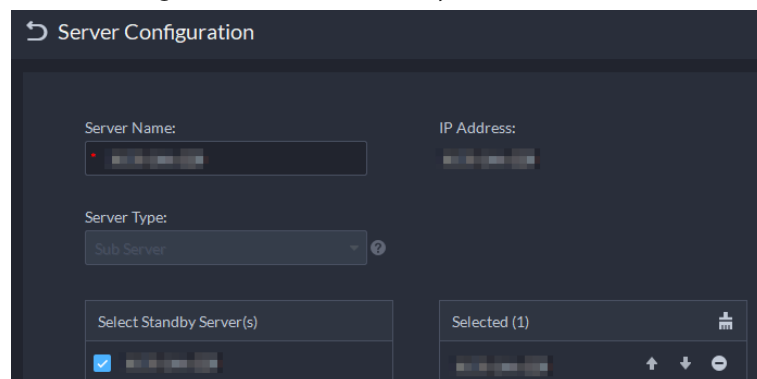 Server Configuration
Server Name:
IP Address:
*
Server Type:
Sub Server
Select Standby Server(s)
Selected (1)